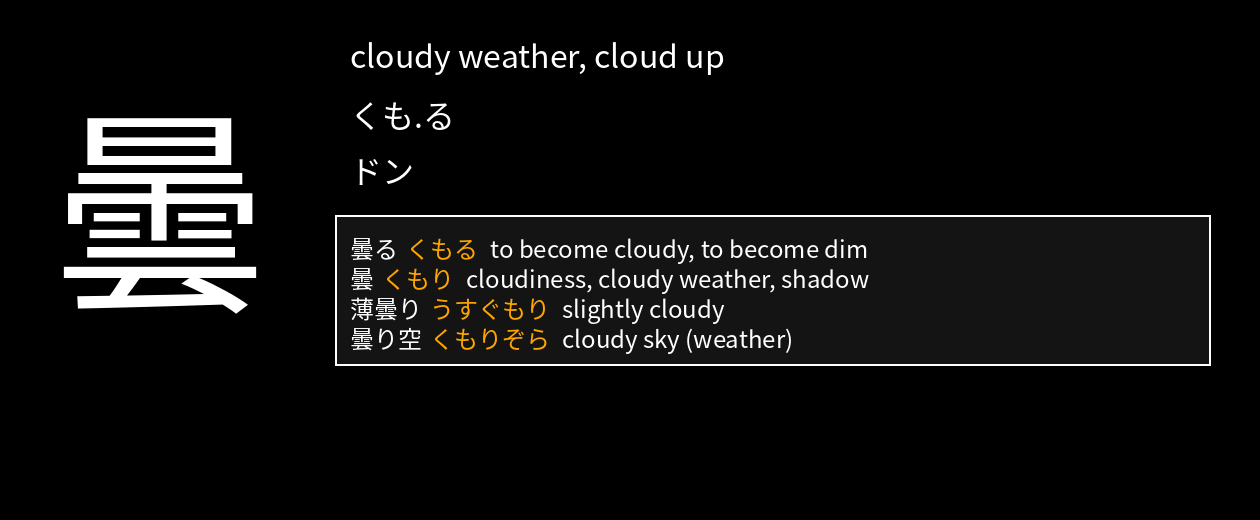 曇
cloudy weather, cloud up
くも.る
ドン
曇る くもる to become cloudy, to become dim
曇 くもり cloudiness, cloudy weather, shadow
薄曇り うすぐもり slightly cloudy
曇り空 くもりぞら cloudy sky (weather)